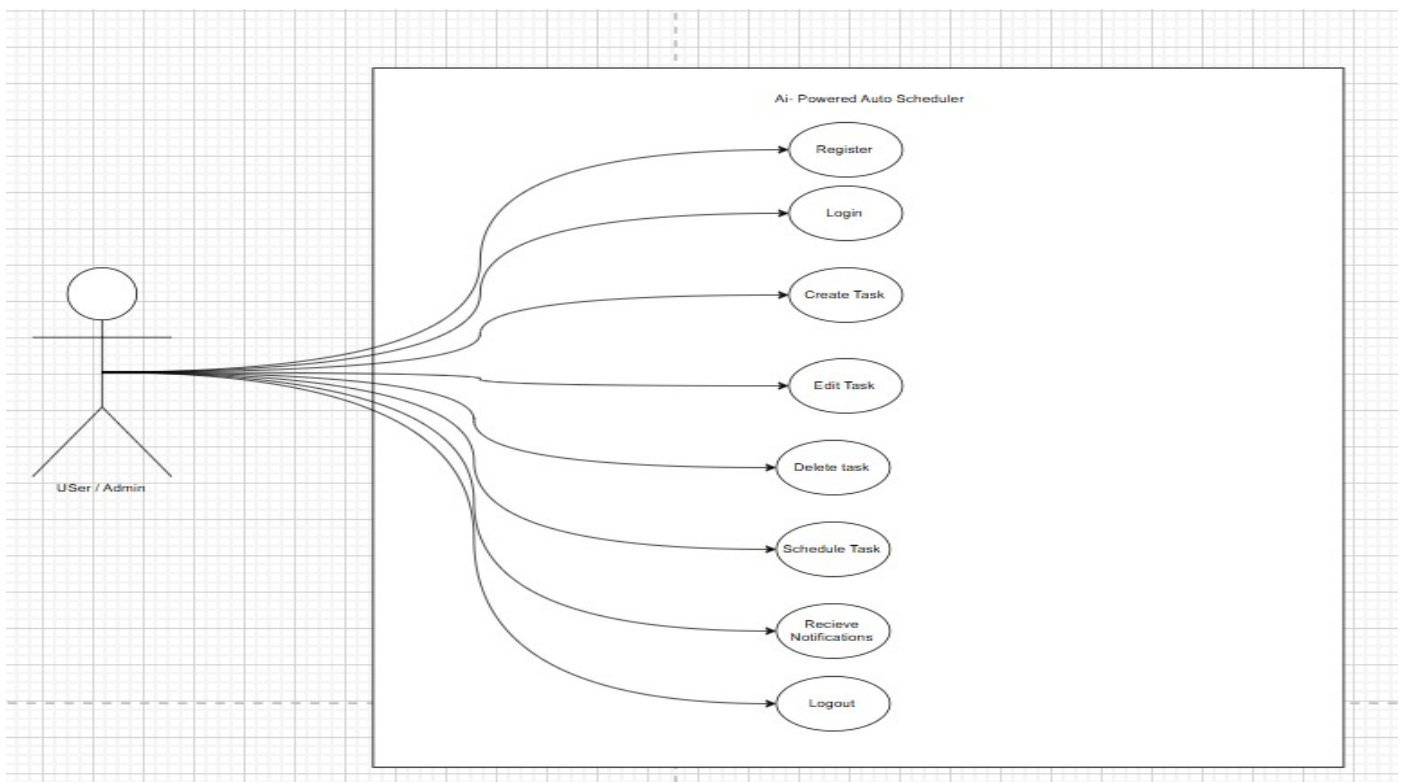 Ai- Powered Auto Scheduler
Register
Login
Create Task
Edit Task
Delete task
USer / Admin
Schedule Task
Recieve
Notifications
Logout